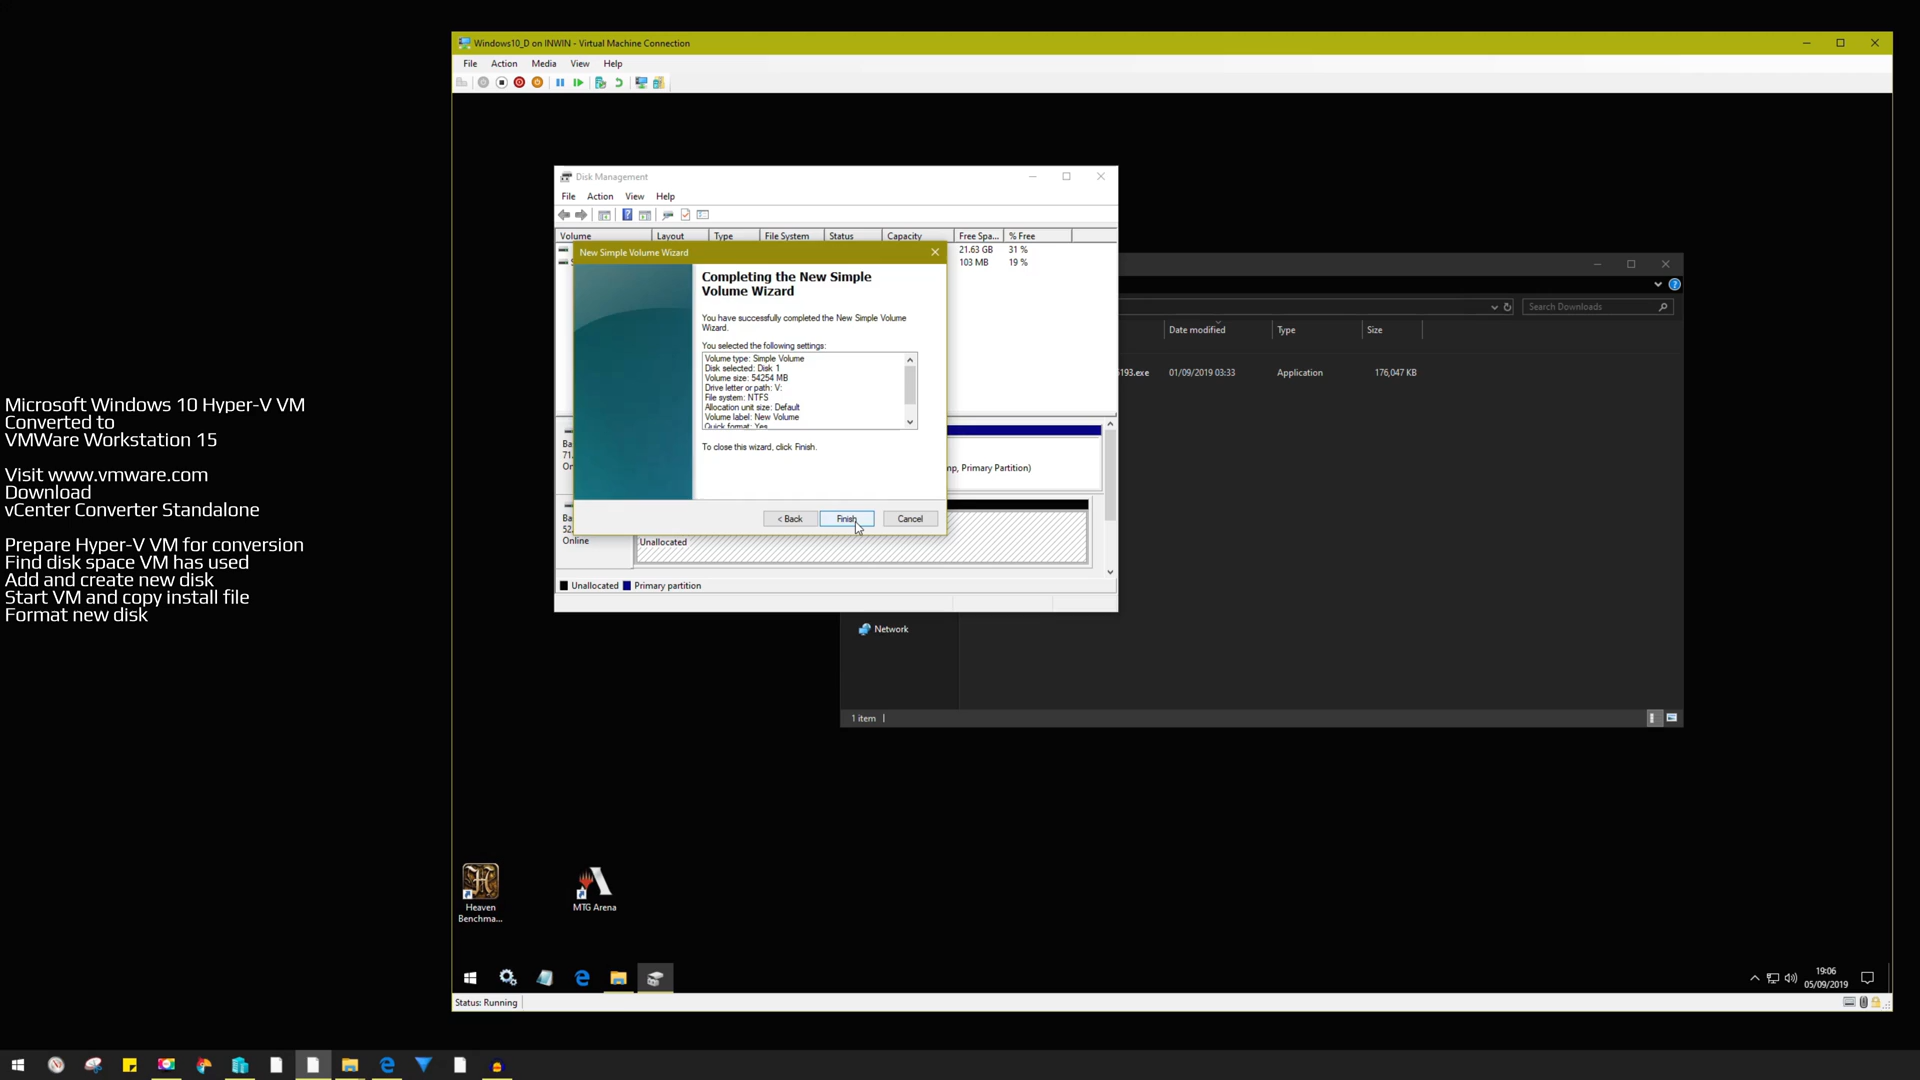 Windows10_D on INWIN - Virtual Machine Connection
File Action Media View Help
Disk Management
File Action View Help
Volume Layout Type File System Status Capacity Free Spa... % Free
21.63 GB 31 %
103 MB 19 %
New Simple Volume Wizard
Completing the New Simple
Volume Wizard
You have successfully completed the New Simple Volume
Wizard.
You selected the following settings:
Volume type: Simple Volume
Disk selected: Disk 1
Volume size: 54254 MB
Drive letter or path: V:
File system: NTFS
Allocation unit size: Default
Volume label: New Volume
Quick format: Yes
To close this wizard, click Finish.
< Back Finish Cancel
Ba
71.
On
mp, Primary Partition)
Ba
52.
Online
Unallocated
Unallocated Primary partition
Search Downloads
Date modified Type Size
193.exe 01/09/2019 03:33 Application 176,047 KB
Network
1 item
Microsoft Windows 10 Hyper-V VM
Converted to
VMWare Workstation 15
Visit www.vmware.com
Download
vCenter Converter Standalone
Prepare Hyper-V VM for conversion
Find disk space VM has used
Add and create new disk
Start VM and copy install file
Format new disk
Heaven
Benchma...
MTG Arena
19:06
05/09/2019
Status: Running